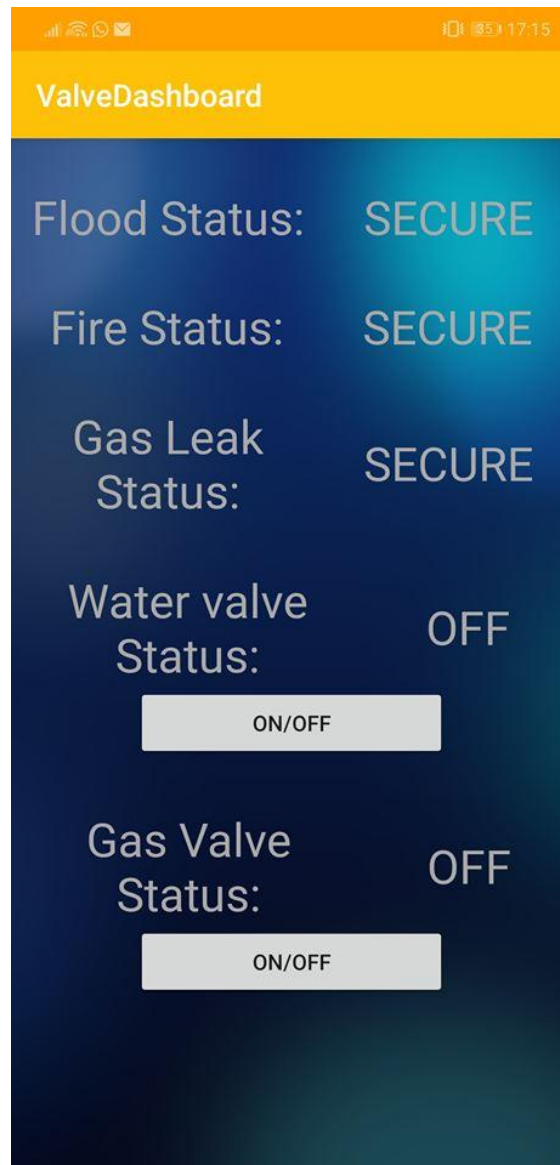 35 17:15
ValveDashboard
Flood Status: SECURE
Fire Status: SECURE
Gas Leak
Status: SECURE
Water valve
Status: OFF
ON/OFF
Gas Valve
Status: OFF
ON/OFF